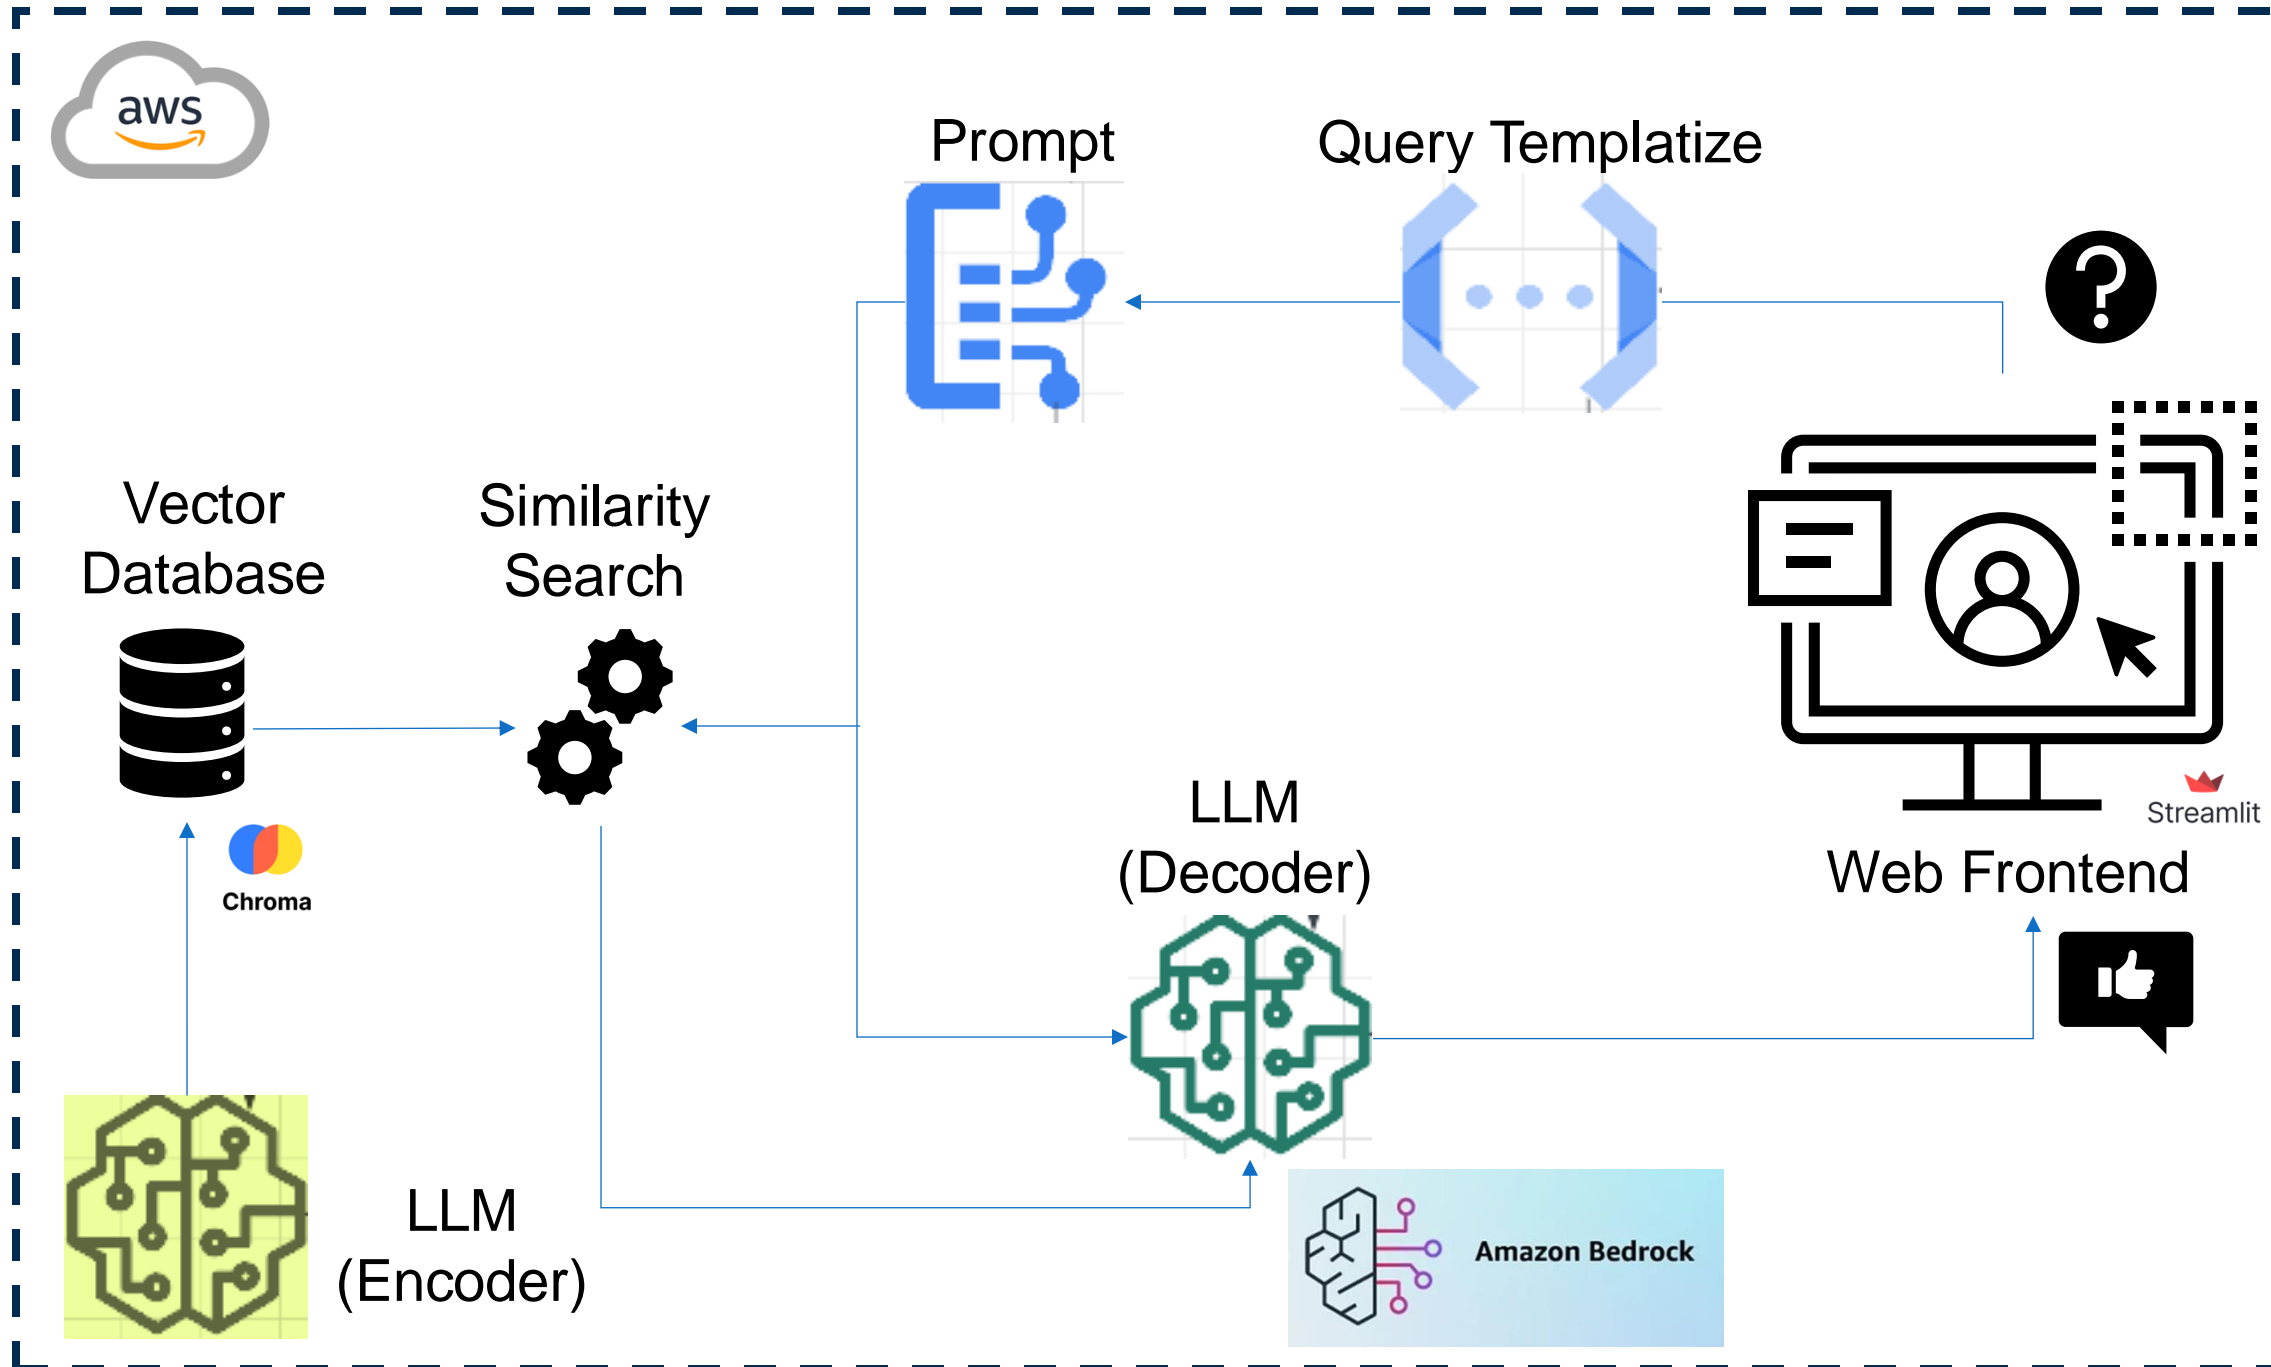 aws
Prompt
Query Templatize
Vector
Database
Similarity
Search
Chroma
LLM
(Decoder)
Streamlit
Web Frontend
LLM
(Encoder)
Amazon Bedrock